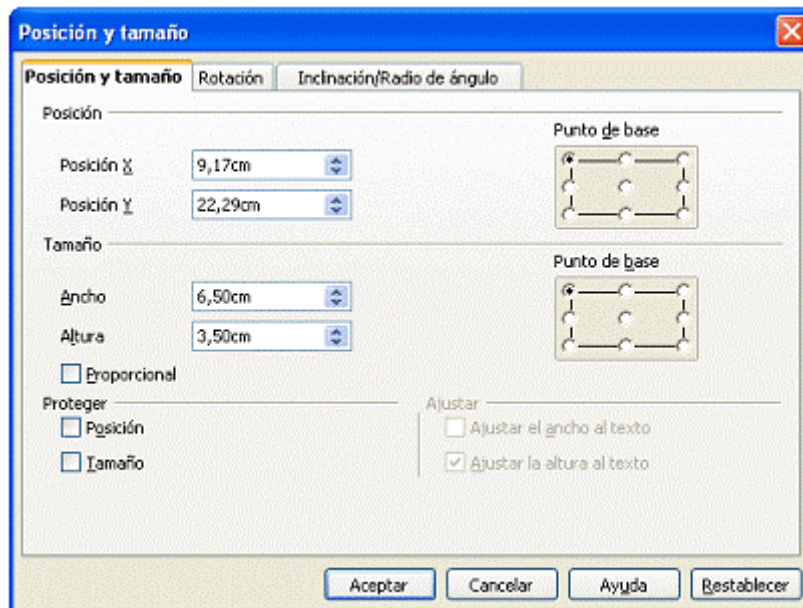 Posición y tamaño
Posición y tamaño Rotación Inclinación/Radio de ángulo
Posición
Punto de base
Posición X 9,17cm
Posición Y 22,29cm
Tamaño
Punto de base
Ancho 6,50cm
Altura 3,50cm
Proporcional
Proteger Ajustar
Posición Ajustar el ancho al texto
Tamaño Ajustar la altura al texto
Aceptar Cancelar Ayuda Restablecer